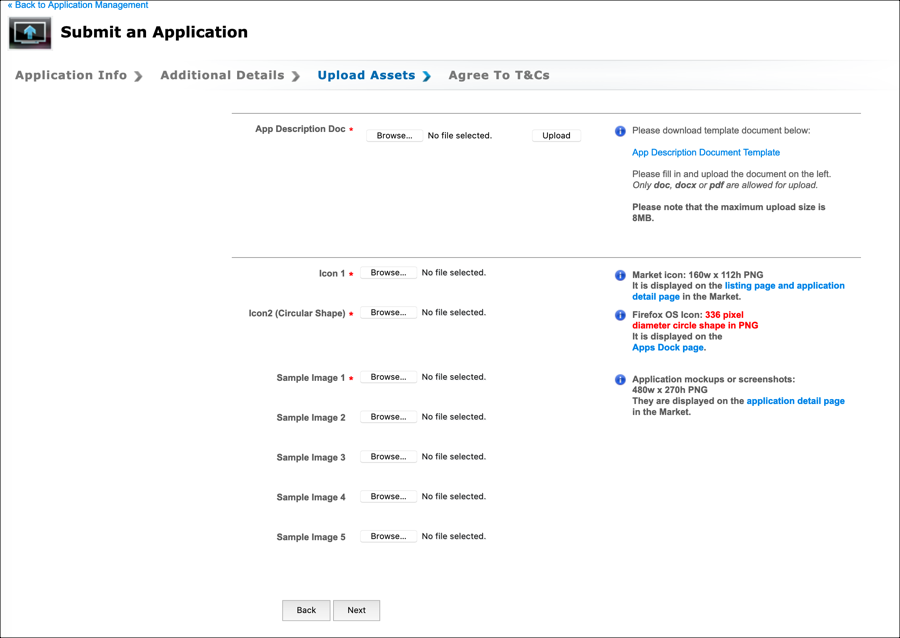 « Back to Application Management
Submit an Application
Application Info
Additional Details
Upload Assets
Agree To T&Cs
App Description Doc *
Browse... No file selected.
Upload
Please download template document below:
App Description Document Template
Please fill in and upload the document on the left.
Only doc, docx or pdf are allowed for upload.
Please note that the maximum upload size is
8MB.
Icon 1 * Browse... No file selected.
Market icon: 160w x 112h PNG
It is displayed on the listing page and application
detail page in the Market.
Icon2 (Circular Shape) * Browse... No file selected.
Firefox OS Icon: 336 pixel
diameter circle shape in PNG
It is displayed on the
Apps Dock page.
Sample Image 1 * Browse... No file selected.
Application mockups or screenshots:
480w x 270h PNG
They are displayed on the application detail page
in the Market.
Sample Image 2 Browse... No file selected.
Sample Image 3 Browse... No file selected.
Sample Image 4 Browse... No file selected.
Sample Image 5 Browse... No file selected.
Back
Next